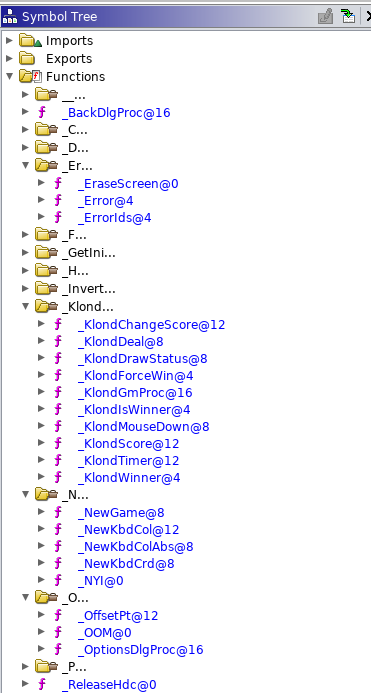 Symbol Tree
Imports
Exports
Functions
__...
_BackDlgProc@16
_C...
_D...
_Er...
_EraseScreen@0
_Error@4
_ErrorIds@4
_F...
_GetIni...
_H...
_Invert...
_Klond...
_KlondChangeScore@12
_KlondDeal@8
_KlondDrawStatus@8
_KlondForceWin@4
_KlondGmProc@16
_KlondIsWinner@4
_KlondMouseDown@8
_KlondScore@12
_KlondTimer@12
_KlondWinner@4
_N...
_NewGame@8
_NewKbdCol@12
_NewKbdColAbs@8
_NewKbdCrd@8
_NYI@0
_O...
_OffsetPt@12
_OOM@0
_OptionsDlgProc@16
_P...
_ReleaseHdc@0